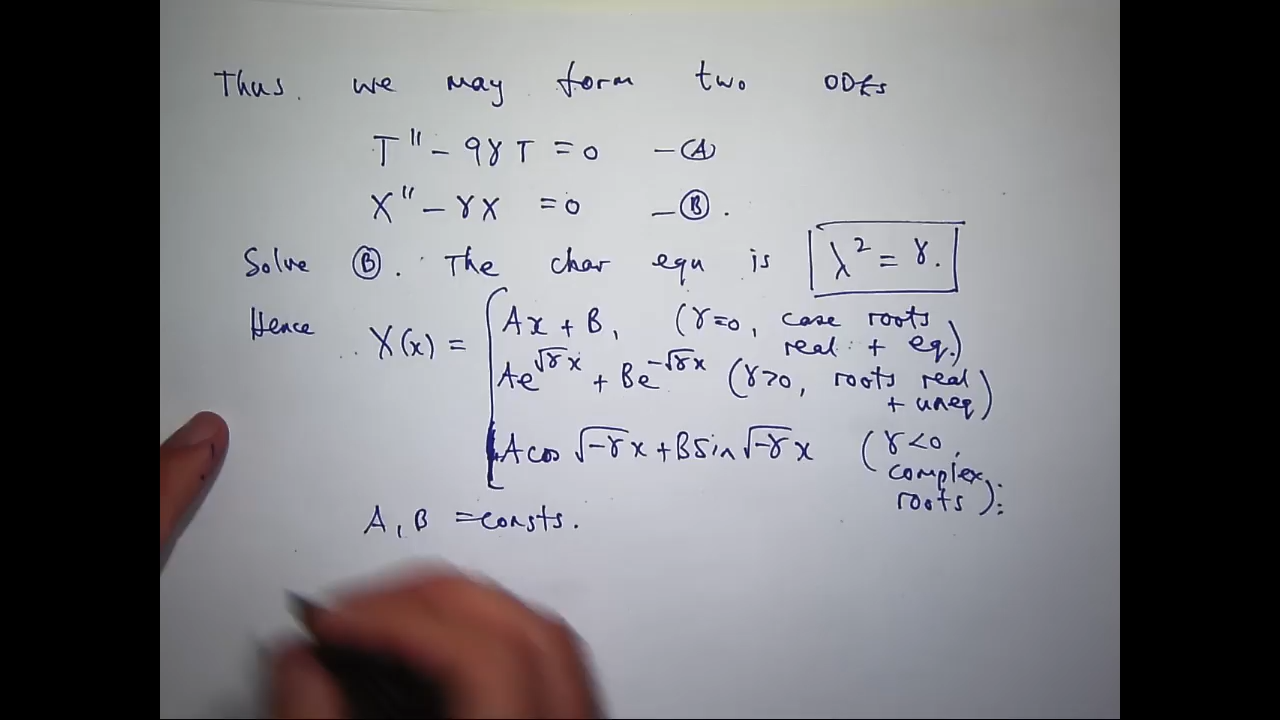 Thus. we may form two ODEs
T'' - 9γT = 0 - Ⓐ
X'' - γX = 0 - Ⓑ.
Solve Ⓑ. The char equ is λ² = γ.
Hence X(x) = { Ax + B, (γ=0, case roots real + eq.)
Ae^{√γx} + Be^{-√γx} (γ>0, roots real + uneq)
A cos √-γ x + B sin √-γ x (γ<0, complex roots):
A, B = consts.